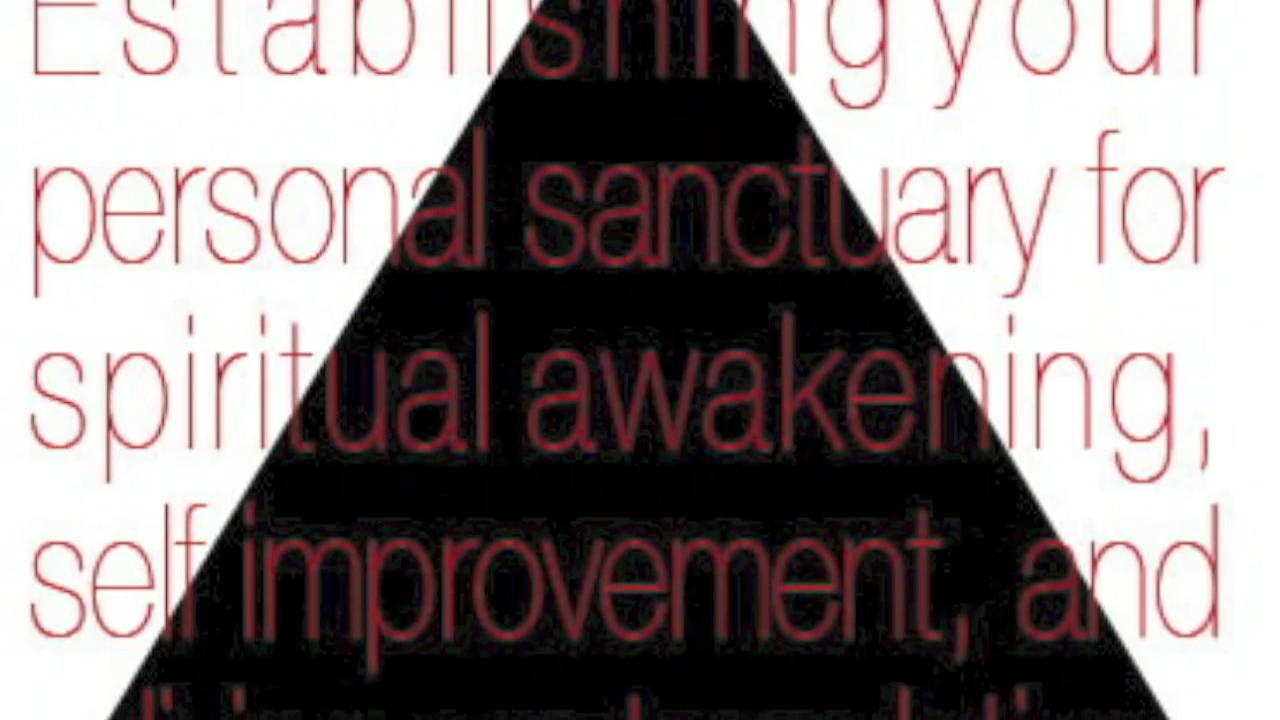 Establishing your
personal sanctuary for
spiritual awakening,
self improvement, and